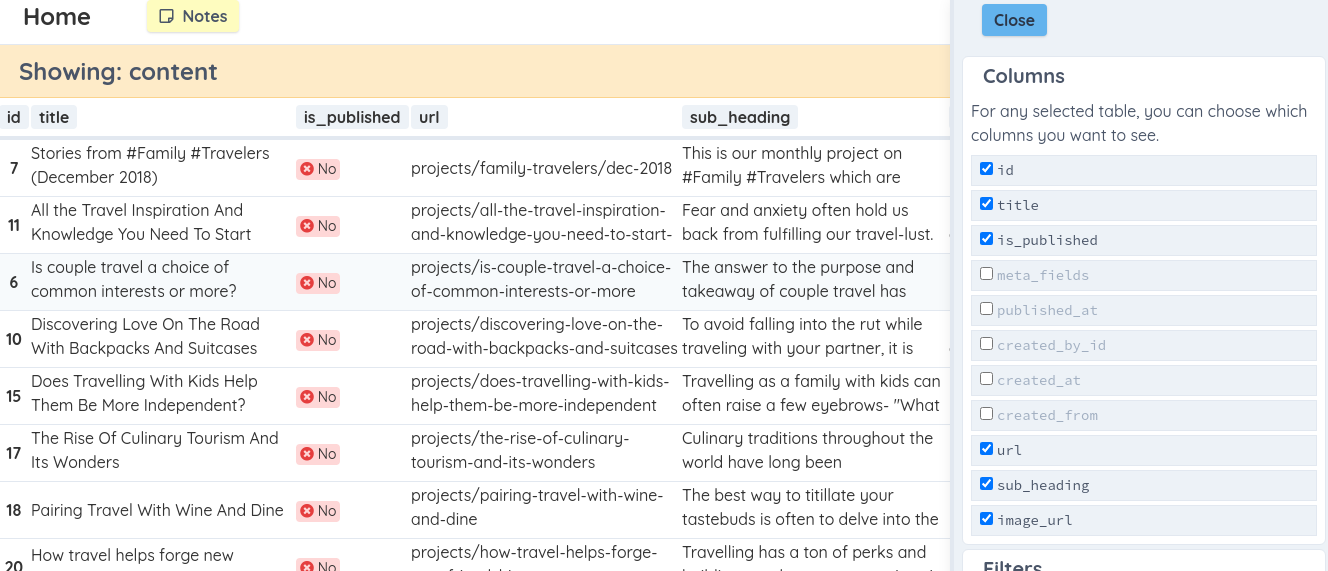 Home
Notes
Showing: content
id title is_published url sub_heading
7 Stories from #Family #Travelers (December 2018) No projects/family-travelers/dec-2018 This is our monthly project on #Family #Travelers which are
11 All the Travel Inspiration And Knowledge You Need To Start No projects/all-the-travel-inspiration-and-knowledge-you-need-to-start- Fear and anxiety often hold us back from fulfilling our travel-lust.
6 Is couple travel a choice of common interests or more? No projects/is-couple-travel-a-choice-of-common-interests-or-more The answer to the purpose and takeaway of couple travel has
10 Discovering Love On The Road With Backpacks And Suitcases No projects/discovering-love-on-the-road-with-backpacks-and-suitcases To avoid falling into the rut while traveling with your partner, it is
15 Does Travelling With Kids Help Them Be More Independent? No projects/does-travelling-with-kids-help-them-be-more-independent Travelling as a family with kids can often raise a few eyebrows- "What
17 The Rise Of Culinary Tourism And Its Wonders No projects/the-rise-of-culinary-tourism-and-its-wonders Culinary traditions throughout the world have long been
18 Pairing Travel With Wine And Dine No projects/pairing-travel-with-wine-and-dine The best way to titillate your tastebuds is often to delve into the
20 How travel helps forge new No projects/how-travel-helps-forge- Travelling has a ton of perks and
Close
Columns
For any selected table, you can choose which
columns you want to see.
id
title
is_published
meta_fields
published_at
created_by_id
created_at
created_from
url
sub_heading
image_url
Filters